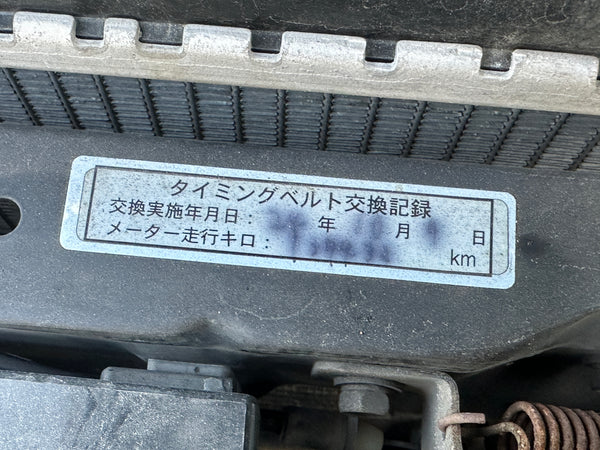 タイミングベルト交換記録
交換実施年月日： 年 月 日
メーター走行キロ： km